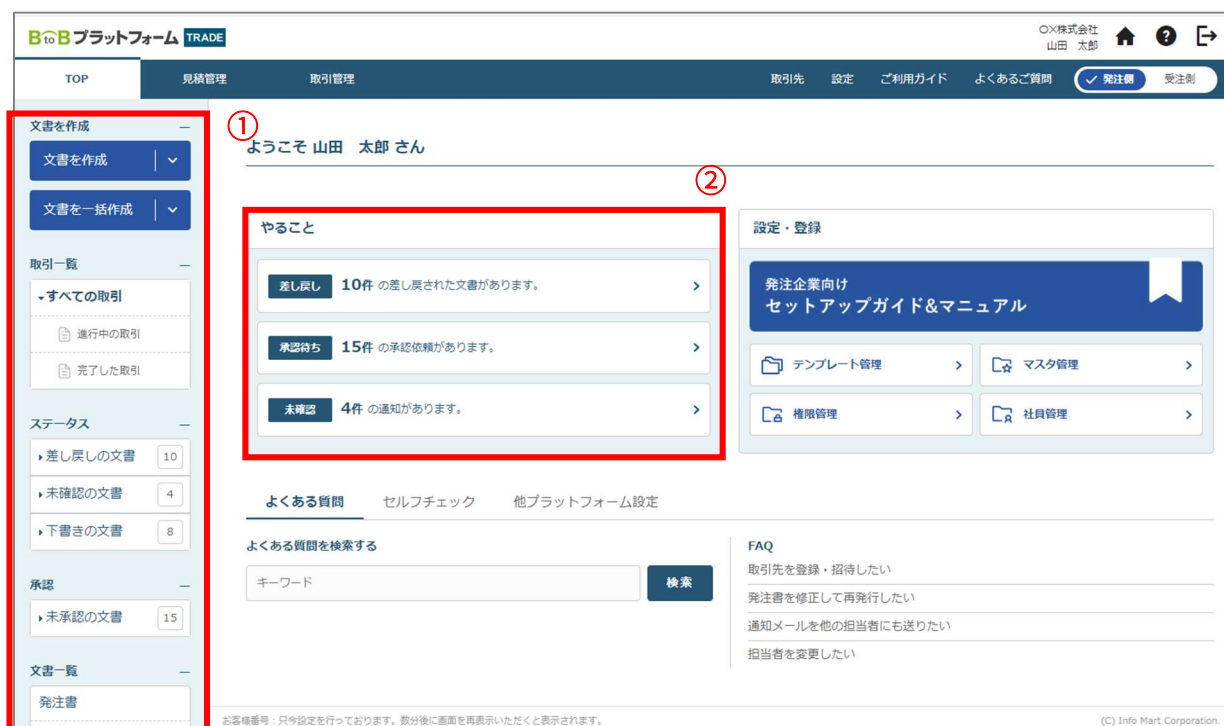 BtoBプラットフォーム TRADE
○×株式会社
山田 太郎
TOP
見積管理
取引管理
取引先
設定
ご利用ガイド
よくあるご質問
発注側
受注側
文書を作成
文書を作成
文書を一括作成
取引一覧
すべての取引
進行中の取引
完了した取引
ステータス
差し戻しの文書 10
未確認の文書 4
下書きの文書 8
承認
未承認の文書 15
文書一覧
発注書
①
ようこそ 山田 太郎 さん
②
やること
差し戻し 10件 の差し戻された文書があります。
承認待ち 15件 の承認依頼があります。
未確認 4件 の通知があります。
設定・登録
発注企業向け
セットアップガイド&マニュアル
テンプレート管理
マスタ管理
権限管理
社員管理
よくある質問
セルフチェック
他プラットフォーム設定
よくある質問を検索する
キーワード
検索
FAQ
取引先を登録・招待したい
発注書を修正して再発行したい
通知メールを他の担当者にも送りたい
担当者を変更したい
お客様番号:只今設定を行っております。数分後に画面を再表示いただくと表示されます。
(C) Info Mart Corporation.